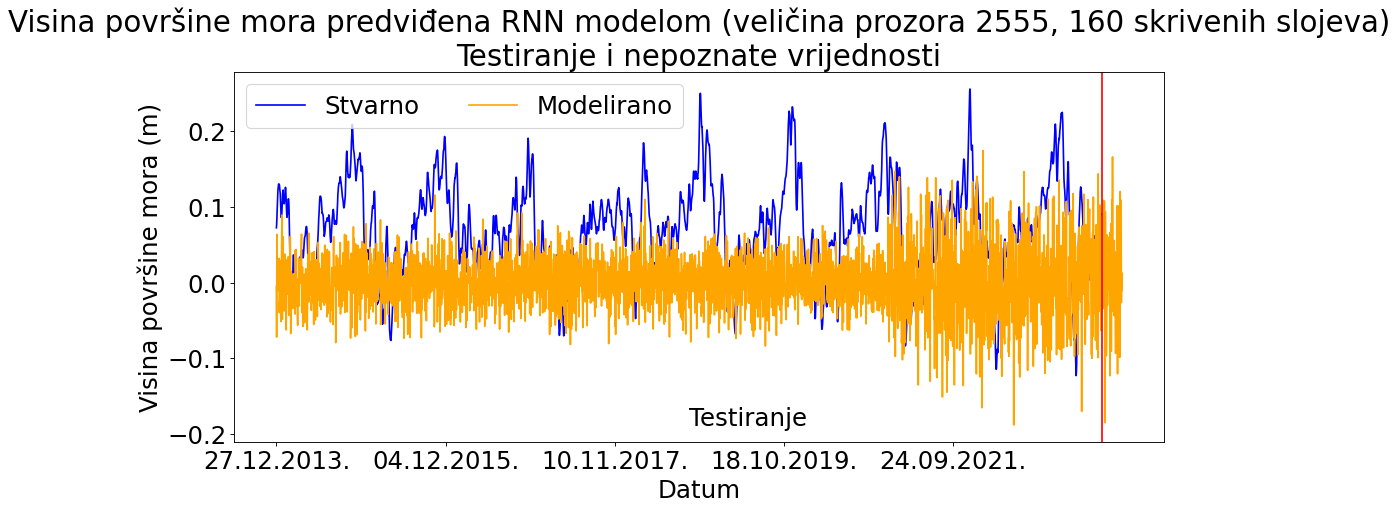 Visina površine mora predviđena RNN modelom (veličina prozora 2555, 160 skrivenih slojeva)
Testiranje i nepoznate vrijednosti
Stvarno
Modelirano
Visina površine mora (m)
0.2
0.1
0.0
−0.1
−0.2
Testiranje
27.12.2013.
04.12.2015.
10.11.2017.
18.10.2019.
24.09.2021.
Datum